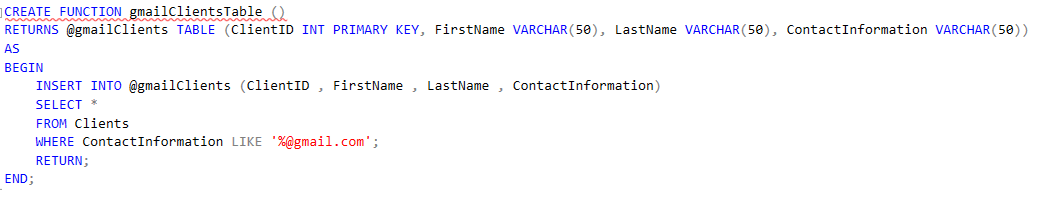 CREATE FUNCTION gmailClientsTable ()
RETURNS @gmailClients TABLE (ClientID INT PRIMARY KEY, FirstName VARCHAR(50), LastName VARCHAR(50), ContactInformation VARCHAR(50))
AS
BEGIN
    INSERT INTO @gmailClients (ClientID , FirstName , LastName , ContactInformation)
    SELECT *
    FROM Clients
    WHERE ContactInformation LIKE '%@gmail.com';
    RETURN;
END;